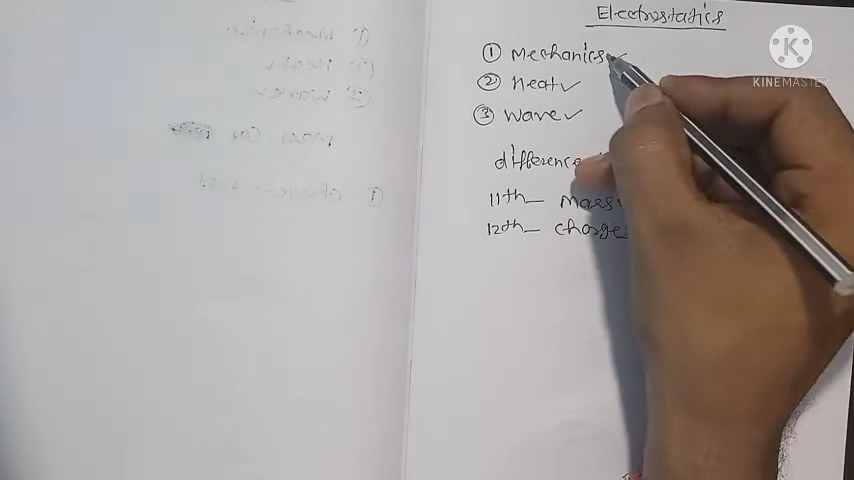 Electrostatics
① Mechanics ✓
② Heat ✓
③ Wave ✓
difference
11th — Mass
12th — Charge
K
KINEMASTER